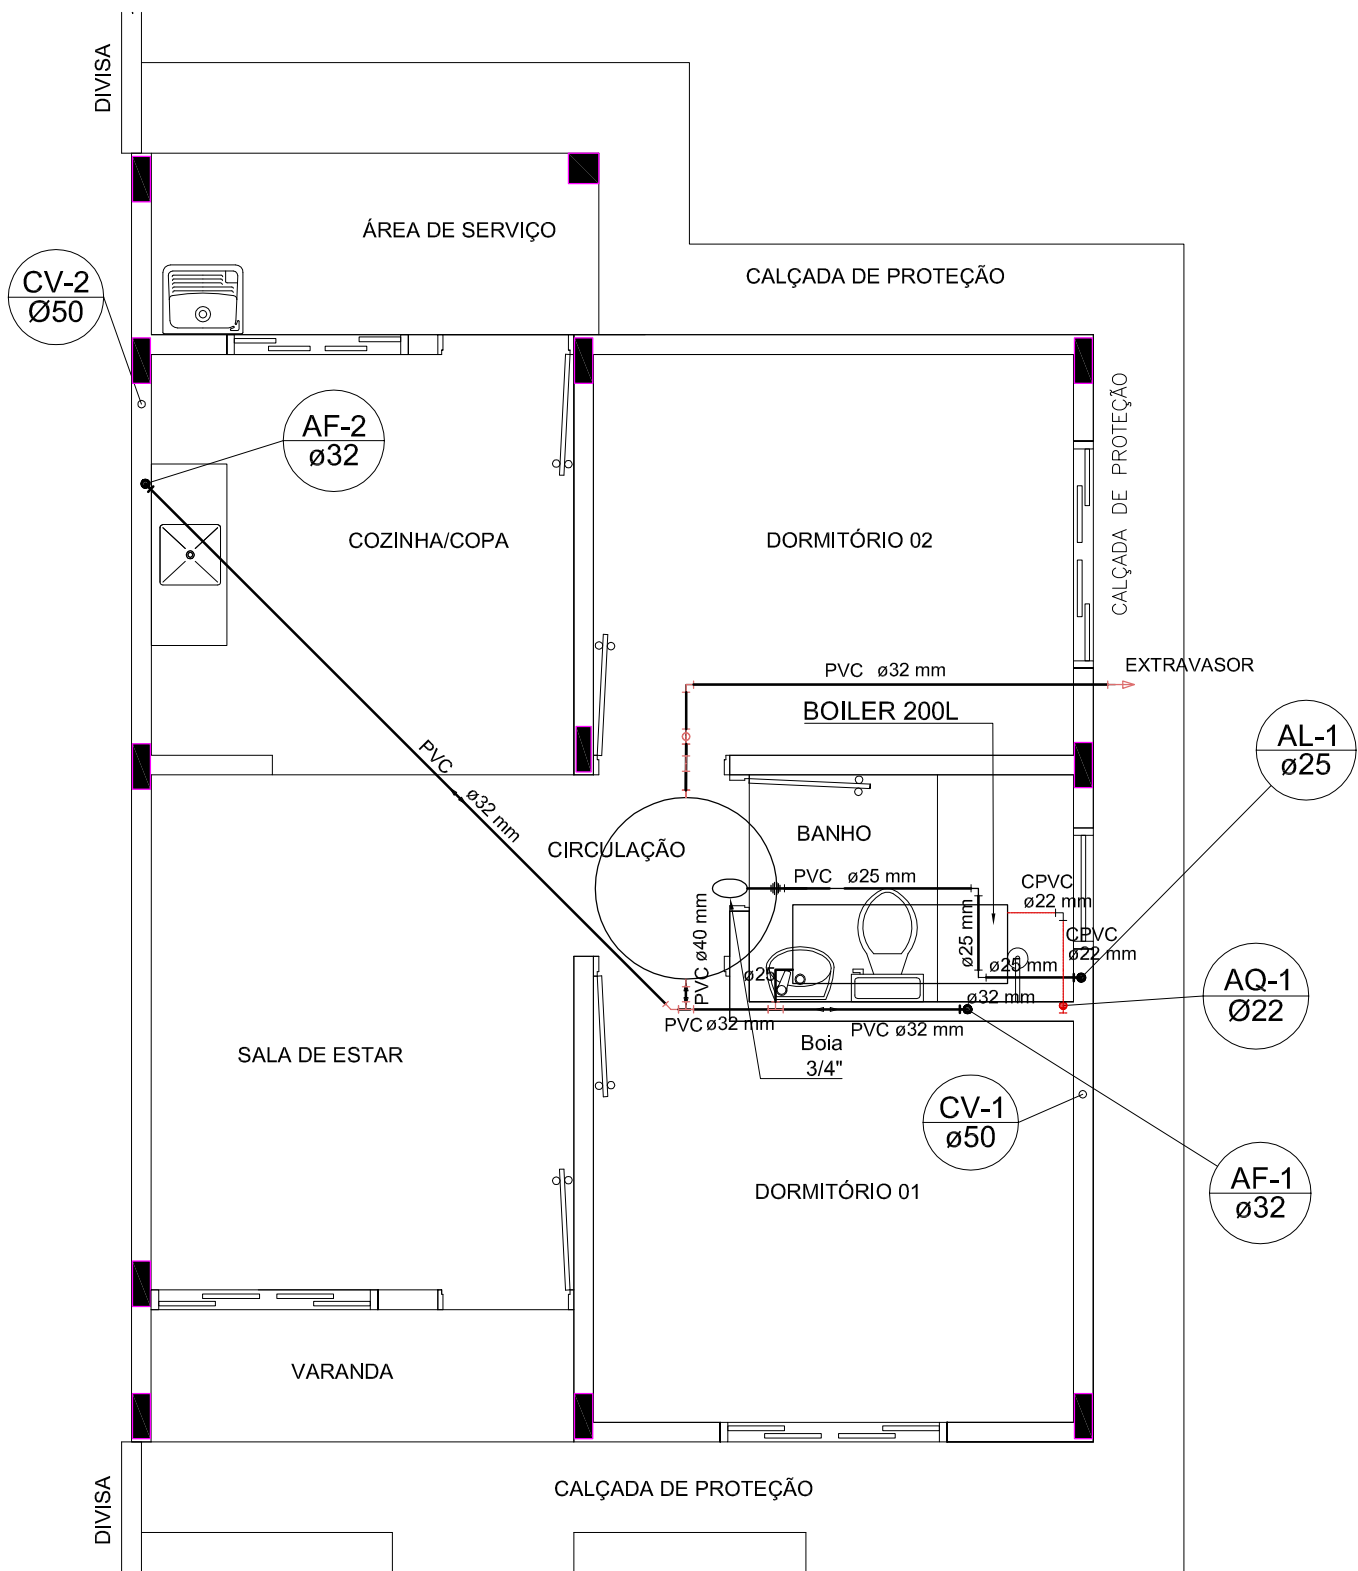 DIVISA
ÁREA DE SERVIÇO
CALÇADA DE PROTEÇÃO
CV-2
Ø50
CALÇADA DE PROTEÇÃO
AF-2
ø32
COZINHA/COPA
DORMITÓRIO 02
PVC ø32 mm
EXTRAVASOR
BOILER 200L
AL-1
ø25
PVC ø32 mm
CIRCULAÇÃO
BANHO
PVC ø25 mm
CPVC
ø22 mm
PVC ø40 mm
ø25 mm
CPVC
ø22 mm
ø25
ø25 mm
AQ-1
Ø22
ø32 mm
PVC ø32 mm
PVC ø32 mm
SALA DE ESTAR
Boia
3/4"
CV-1
ø50
AF-1
ø32
DORMITÓRIO 01
VARANDA
DIVISA
CALÇADA DE PROTEÇÃO